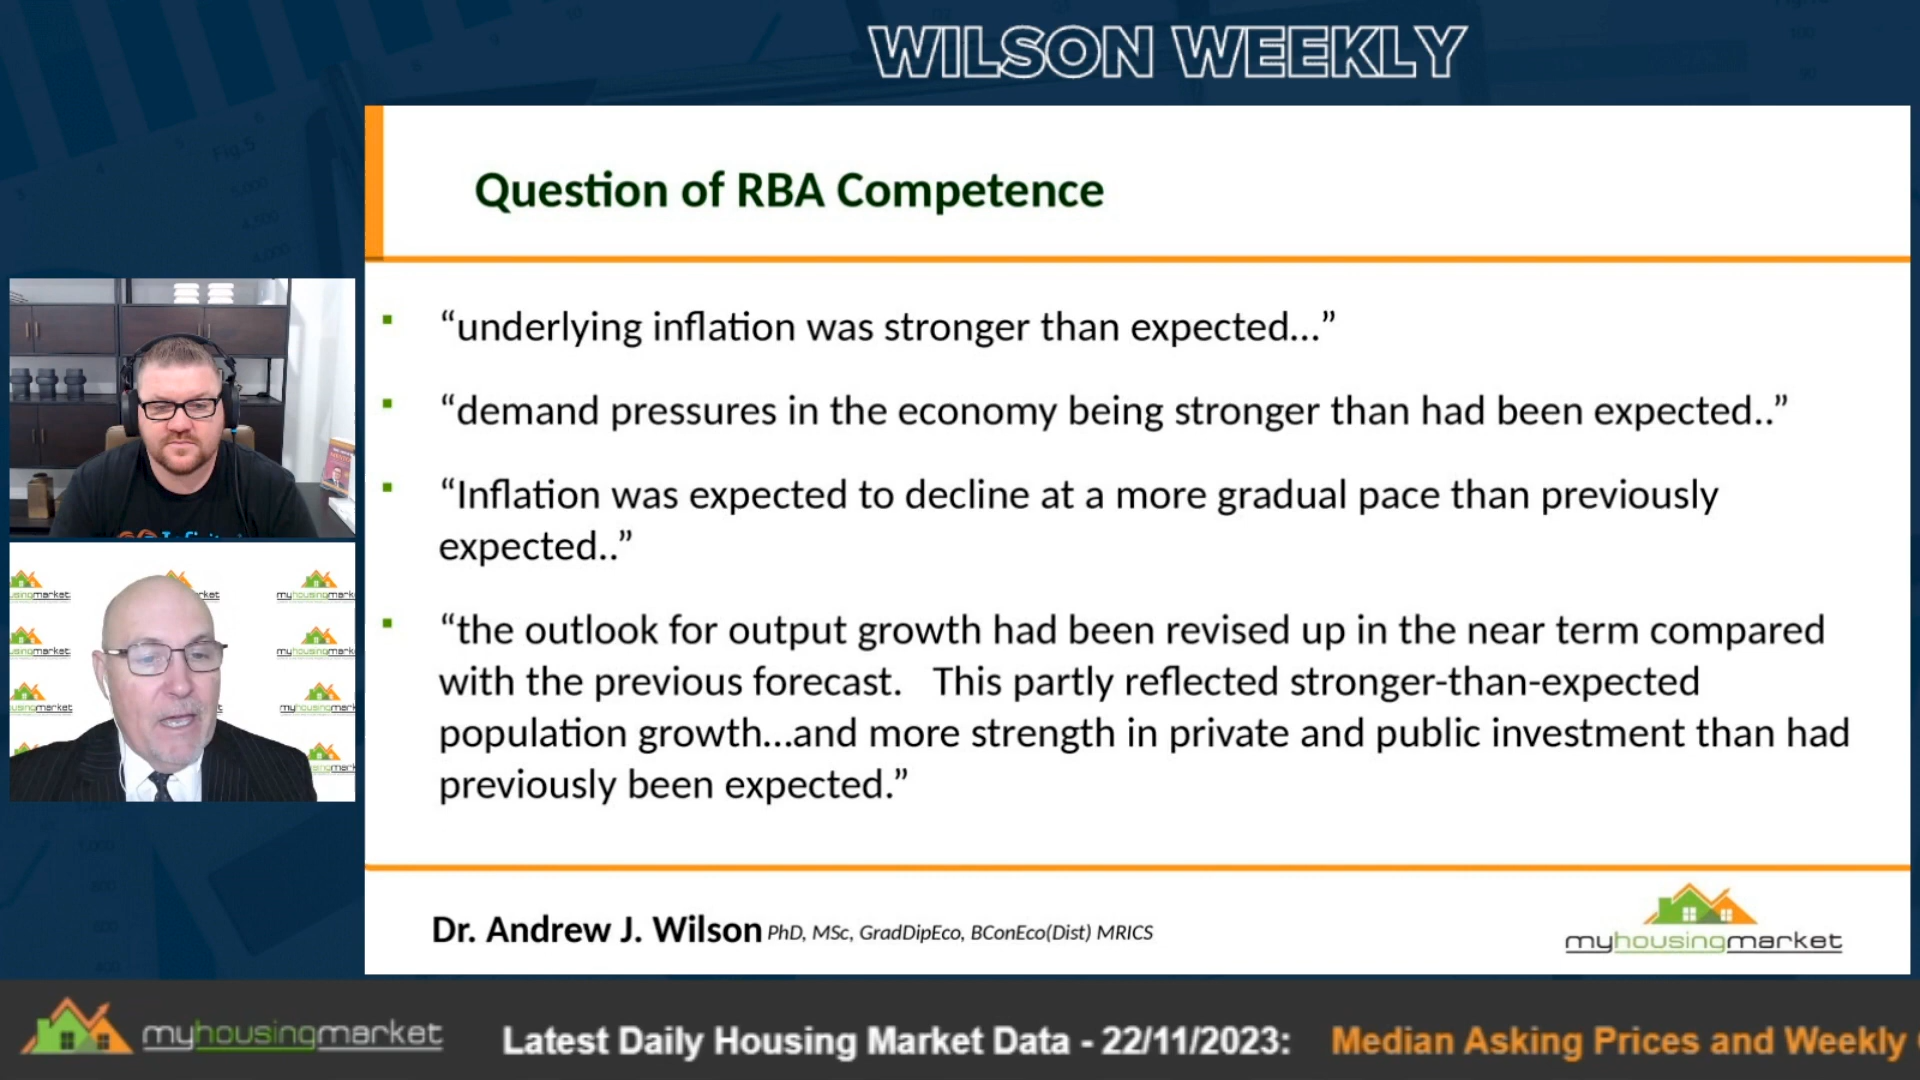 WILSON WEEKLY
Question of RBA Competence
“underlying inflation was stronger than expected...”
“demand pressures in the economy being stronger than had been expected..”
“Inflation was expected to decline at a more gradual pace than previously
expected..”
“the outlook for output growth had been revised up in the near term compared
with the previous forecast. This partly reflected stronger-than-expected
population growth...and more strength in private and public investment than had
previously been expected.”
Dr. Andrew J. Wilson PhD, MSc, GradDipEco, BConEco(Dist) MRICS
myhousingmarket
myhousingmarket
Latest Daily Housing Market Data - 22/11/2023: Median Asking Prices and Weekly